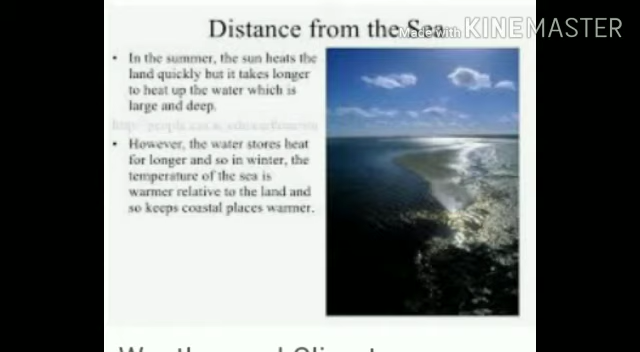 Distance from the Sea
Made with KINEMASTER
• In the summer, the sun heats the
land quickly but it takes longer
to heat up the water which is
large and deep.
• However, the water stores heat
for longer and so in winter, the
temperature of the sea is
warmer relative to the land and
so keeps coastal places warmer.